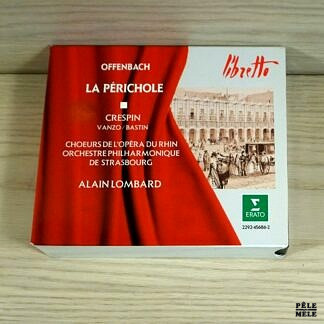 OFFENBACH
libretto
LA PÉRICHOLE
CRESPIN
VANZO / BASTIN
CHOEURS DE L'OPÉRA DU RHIN
ORCHESTRE PHILHARMONIQUE
DE STRASBOURG
ALAIN LOMBARD
ERATO
2292-45686-2
PÊLE
MÊLE